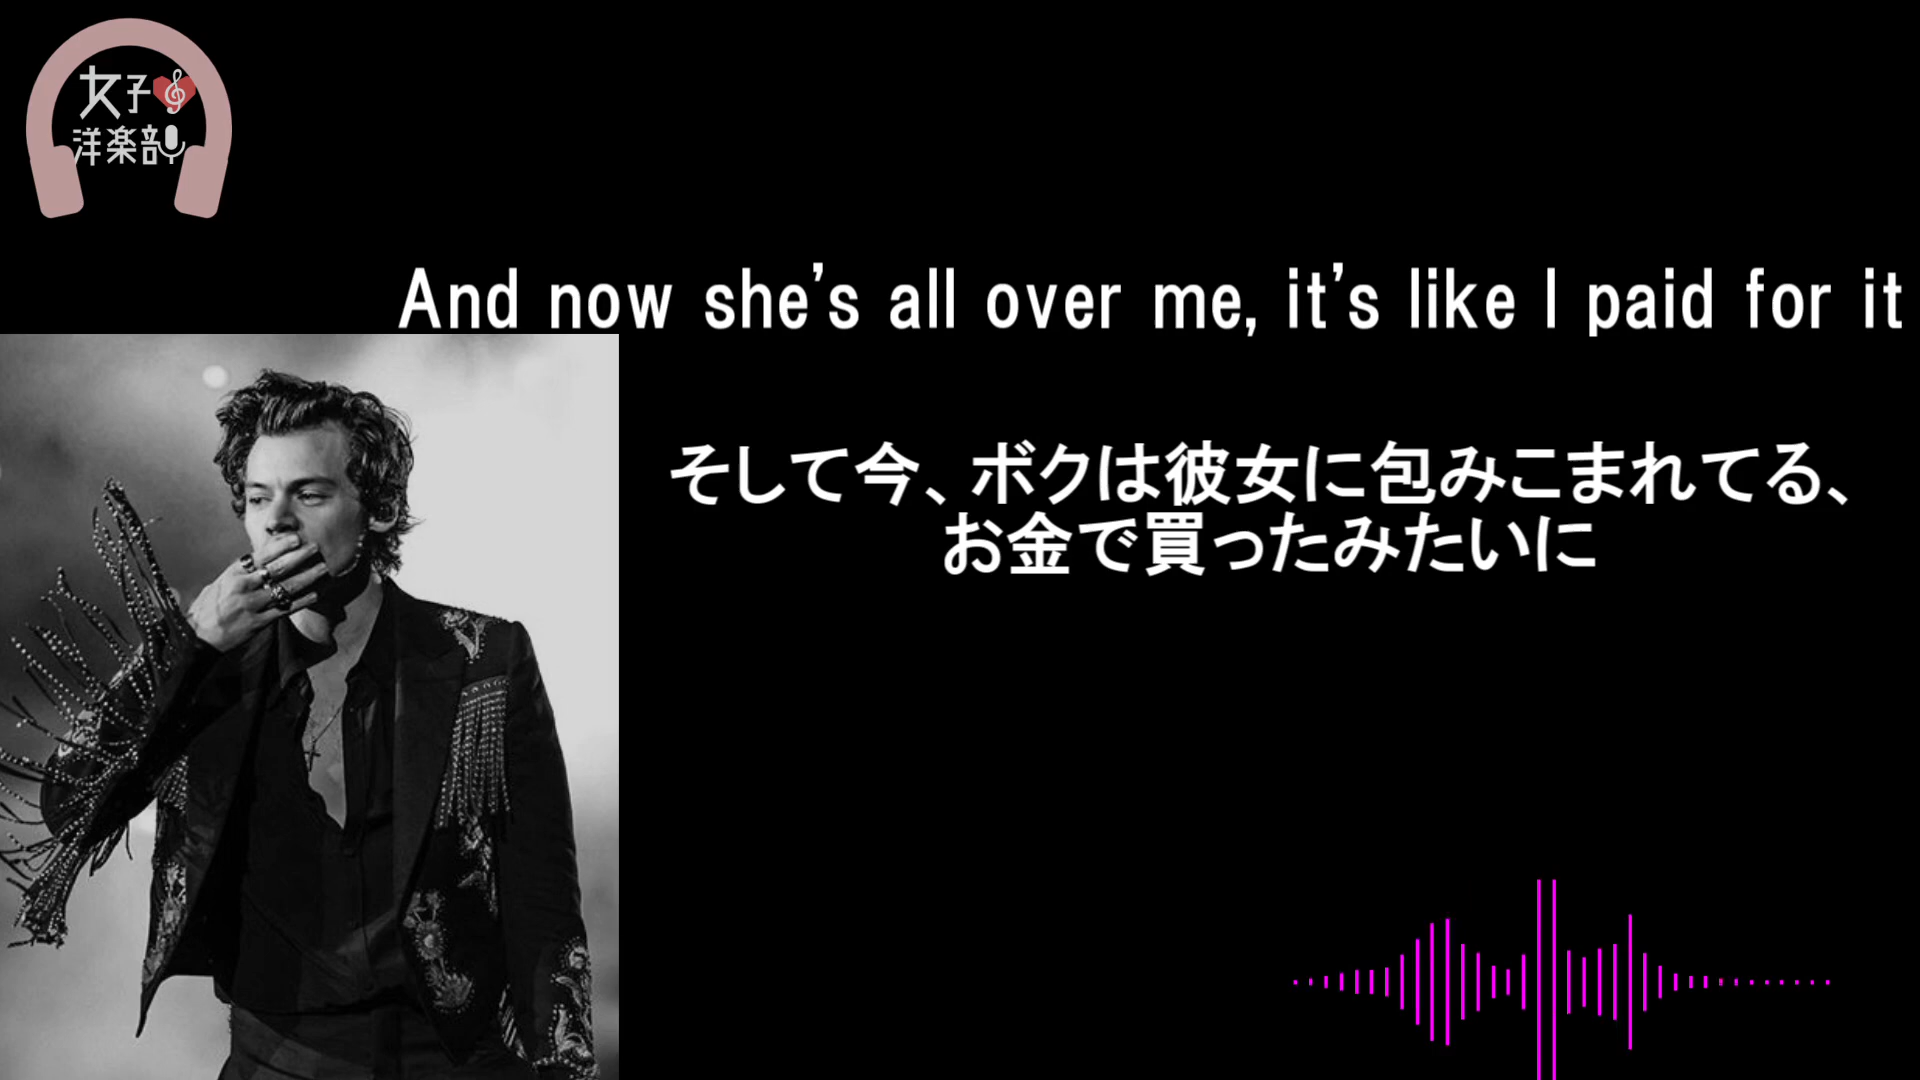 女子
洋楽部
And now she's all over me, it's like I paid for it
そして今、ボクは彼女に包みこまれてる、
お金で買ったみたいに